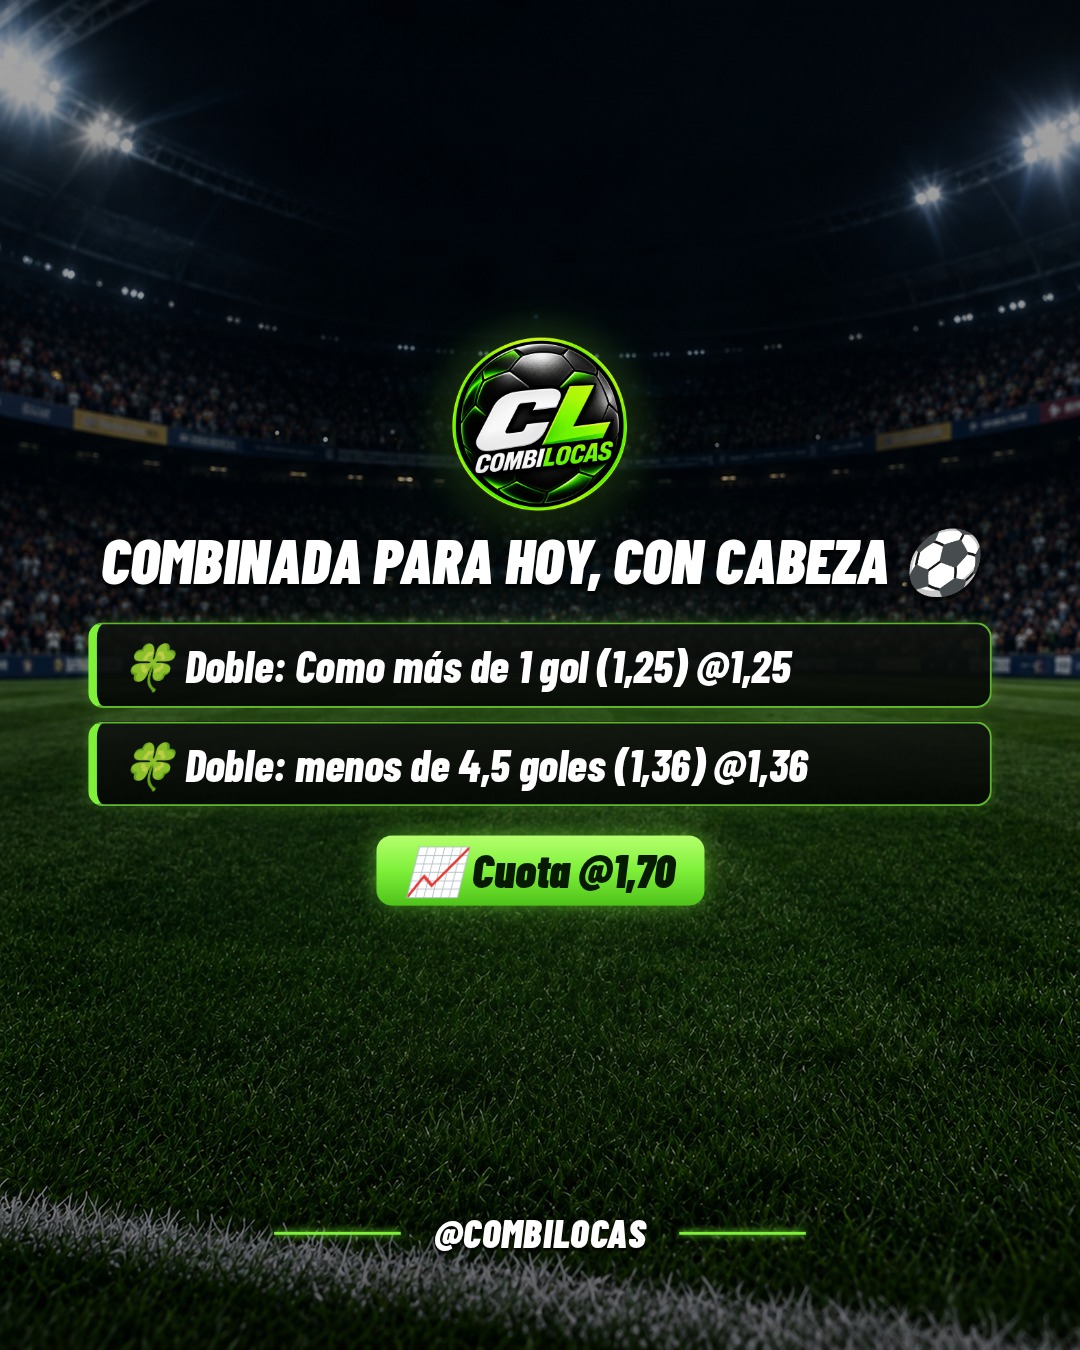 CL
COMBILOCAS
COMBINADA PARA HOY, CON CABEZA ⚽
🍀 Doble: Como más de 1 gol (1,25) @1,25
🍀 Doble: menos de 4,5 goles (1,36) @1,36
📈 Cuota @1,70
@COMBILOCAS